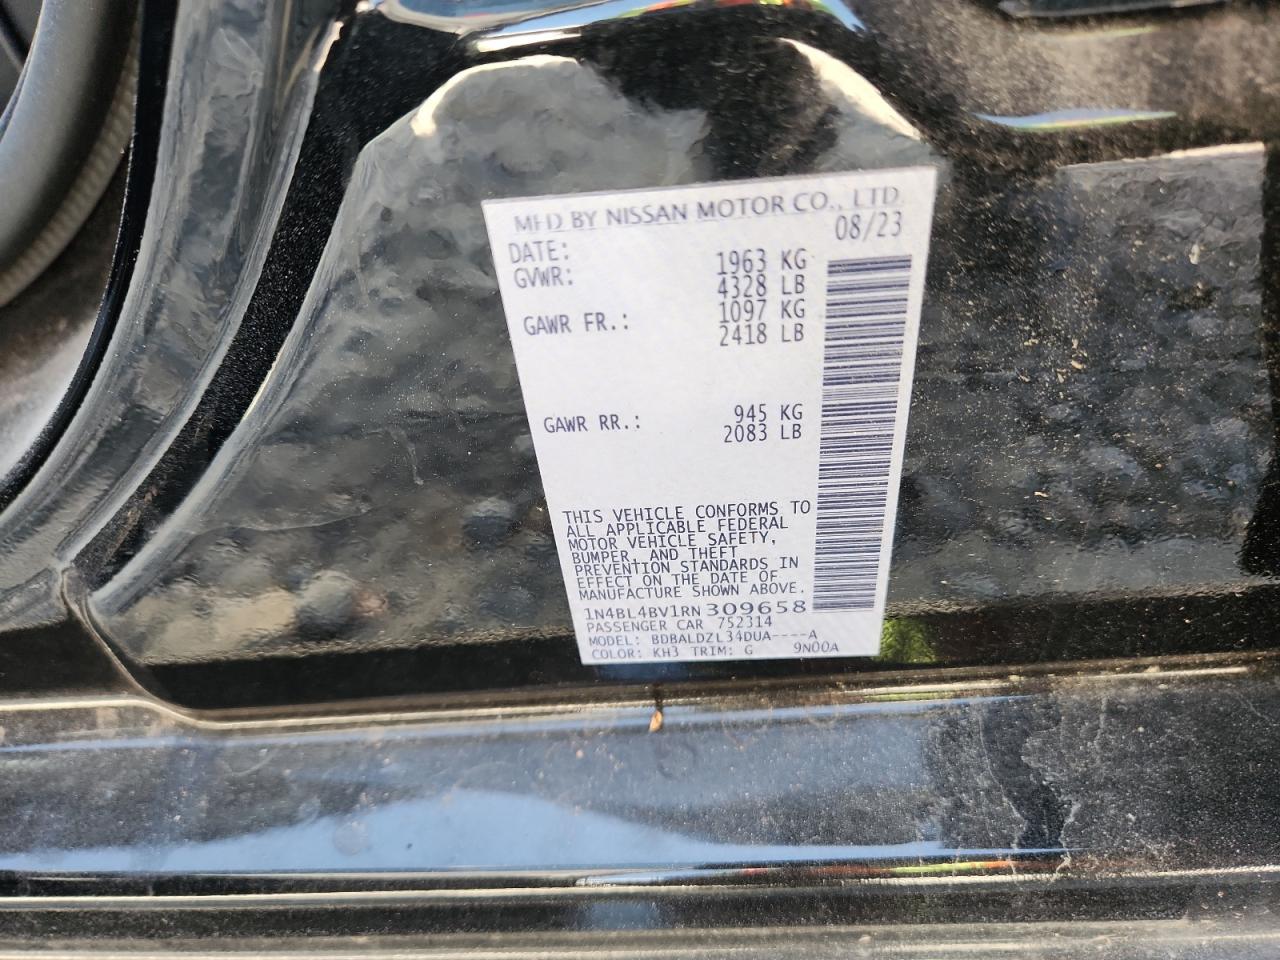 MFD BY NISSAN MOTOR CO., LTD.
DATE: 08/23
GVWR: 1963 KG
4328 LB
GAWR FR.: 1097 KG
2418 LB
GAWR RR.: 945 KG
2083 LB
THIS VEHICLE CONFORMS TO
ALL APPLICABLE FEDERAL
MOTOR VEHICLE SAFETY,
BUMPER, AND THEFT
PREVENTION STANDARDS IN
EFFECT ON THE DATE OF
MANUFACTURE SHOWN ABOVE.
1N4BL4BV1RN309658
PASSENGER CAR 752314
MODEL: BDBALDZL34DUA----A
COLOR: KH3 TRIM: G 9N00A